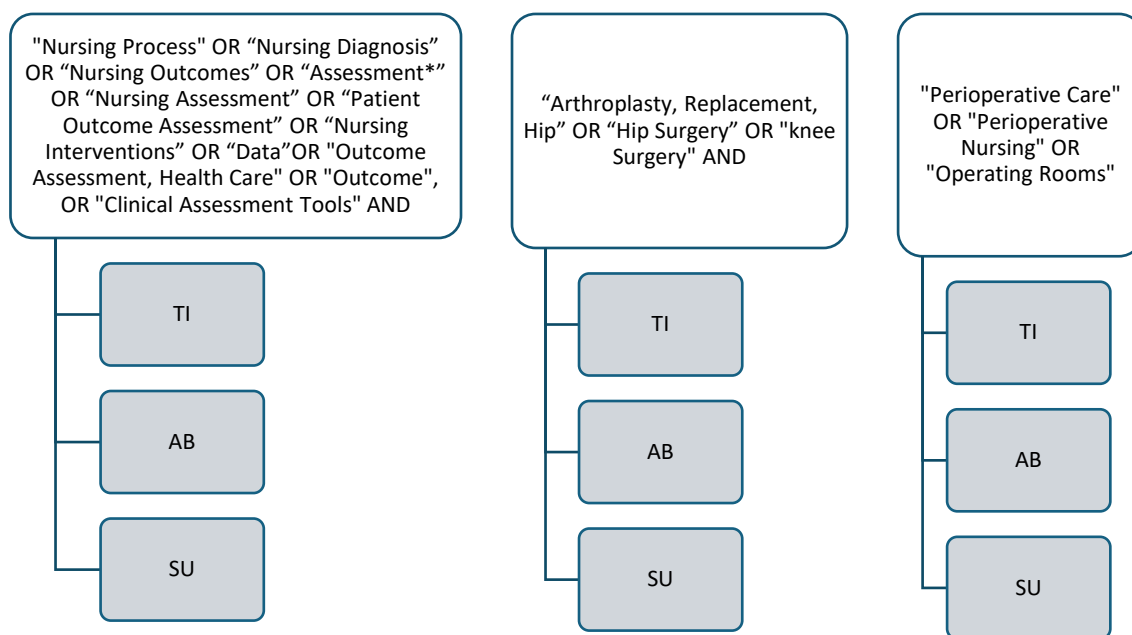 "Nursing Process" OR “Nursing Diagnosis”
OR “Nursing Outcomes” OR “Assessment*”
OR “Nursing Assessment” OR “Patient
Outcome Assessment” OR “Nursing
Interventions” OR “Data”OR "Outcome
Assessment, Health Care" OR "Outcome",
OR "Clinical Assessment Tools" AND
TI
AB
SU
“Arthroplasty, Replacement,
Hip” OR “Hip Surgery” OR "knee
Surgery" AND
TI
AB
SU
"Perioperative Care"
OR "Perioperative
Nursing" OR
"Operating Rooms"
TI
AB
SU